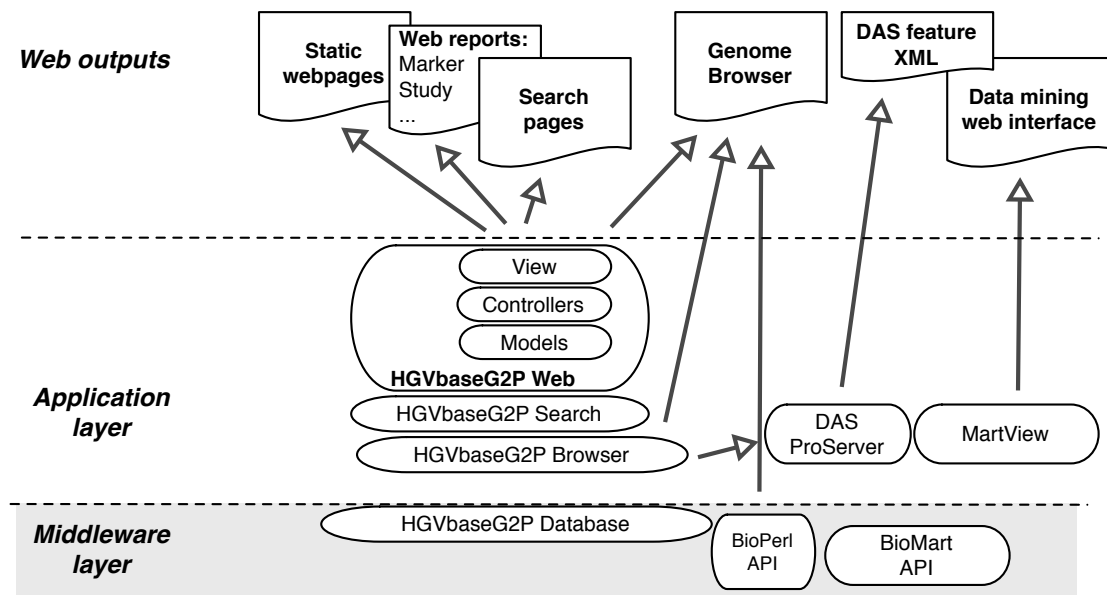 Web outputs
Static
webpages
Web reports:
Marker
Study
...
Search
pages
Genome
Browser
DAS feature
XML
Data mining
web interface
Application
layer
View
Controllers
Models
HGVbaseG2P Web
HGVbaseG2P Search
HGVbaseG2P Browser
DAS
ProServer
MartView
Middleware
layer
HGVbaseG2P Database
BioPerl
API
BioMart
API